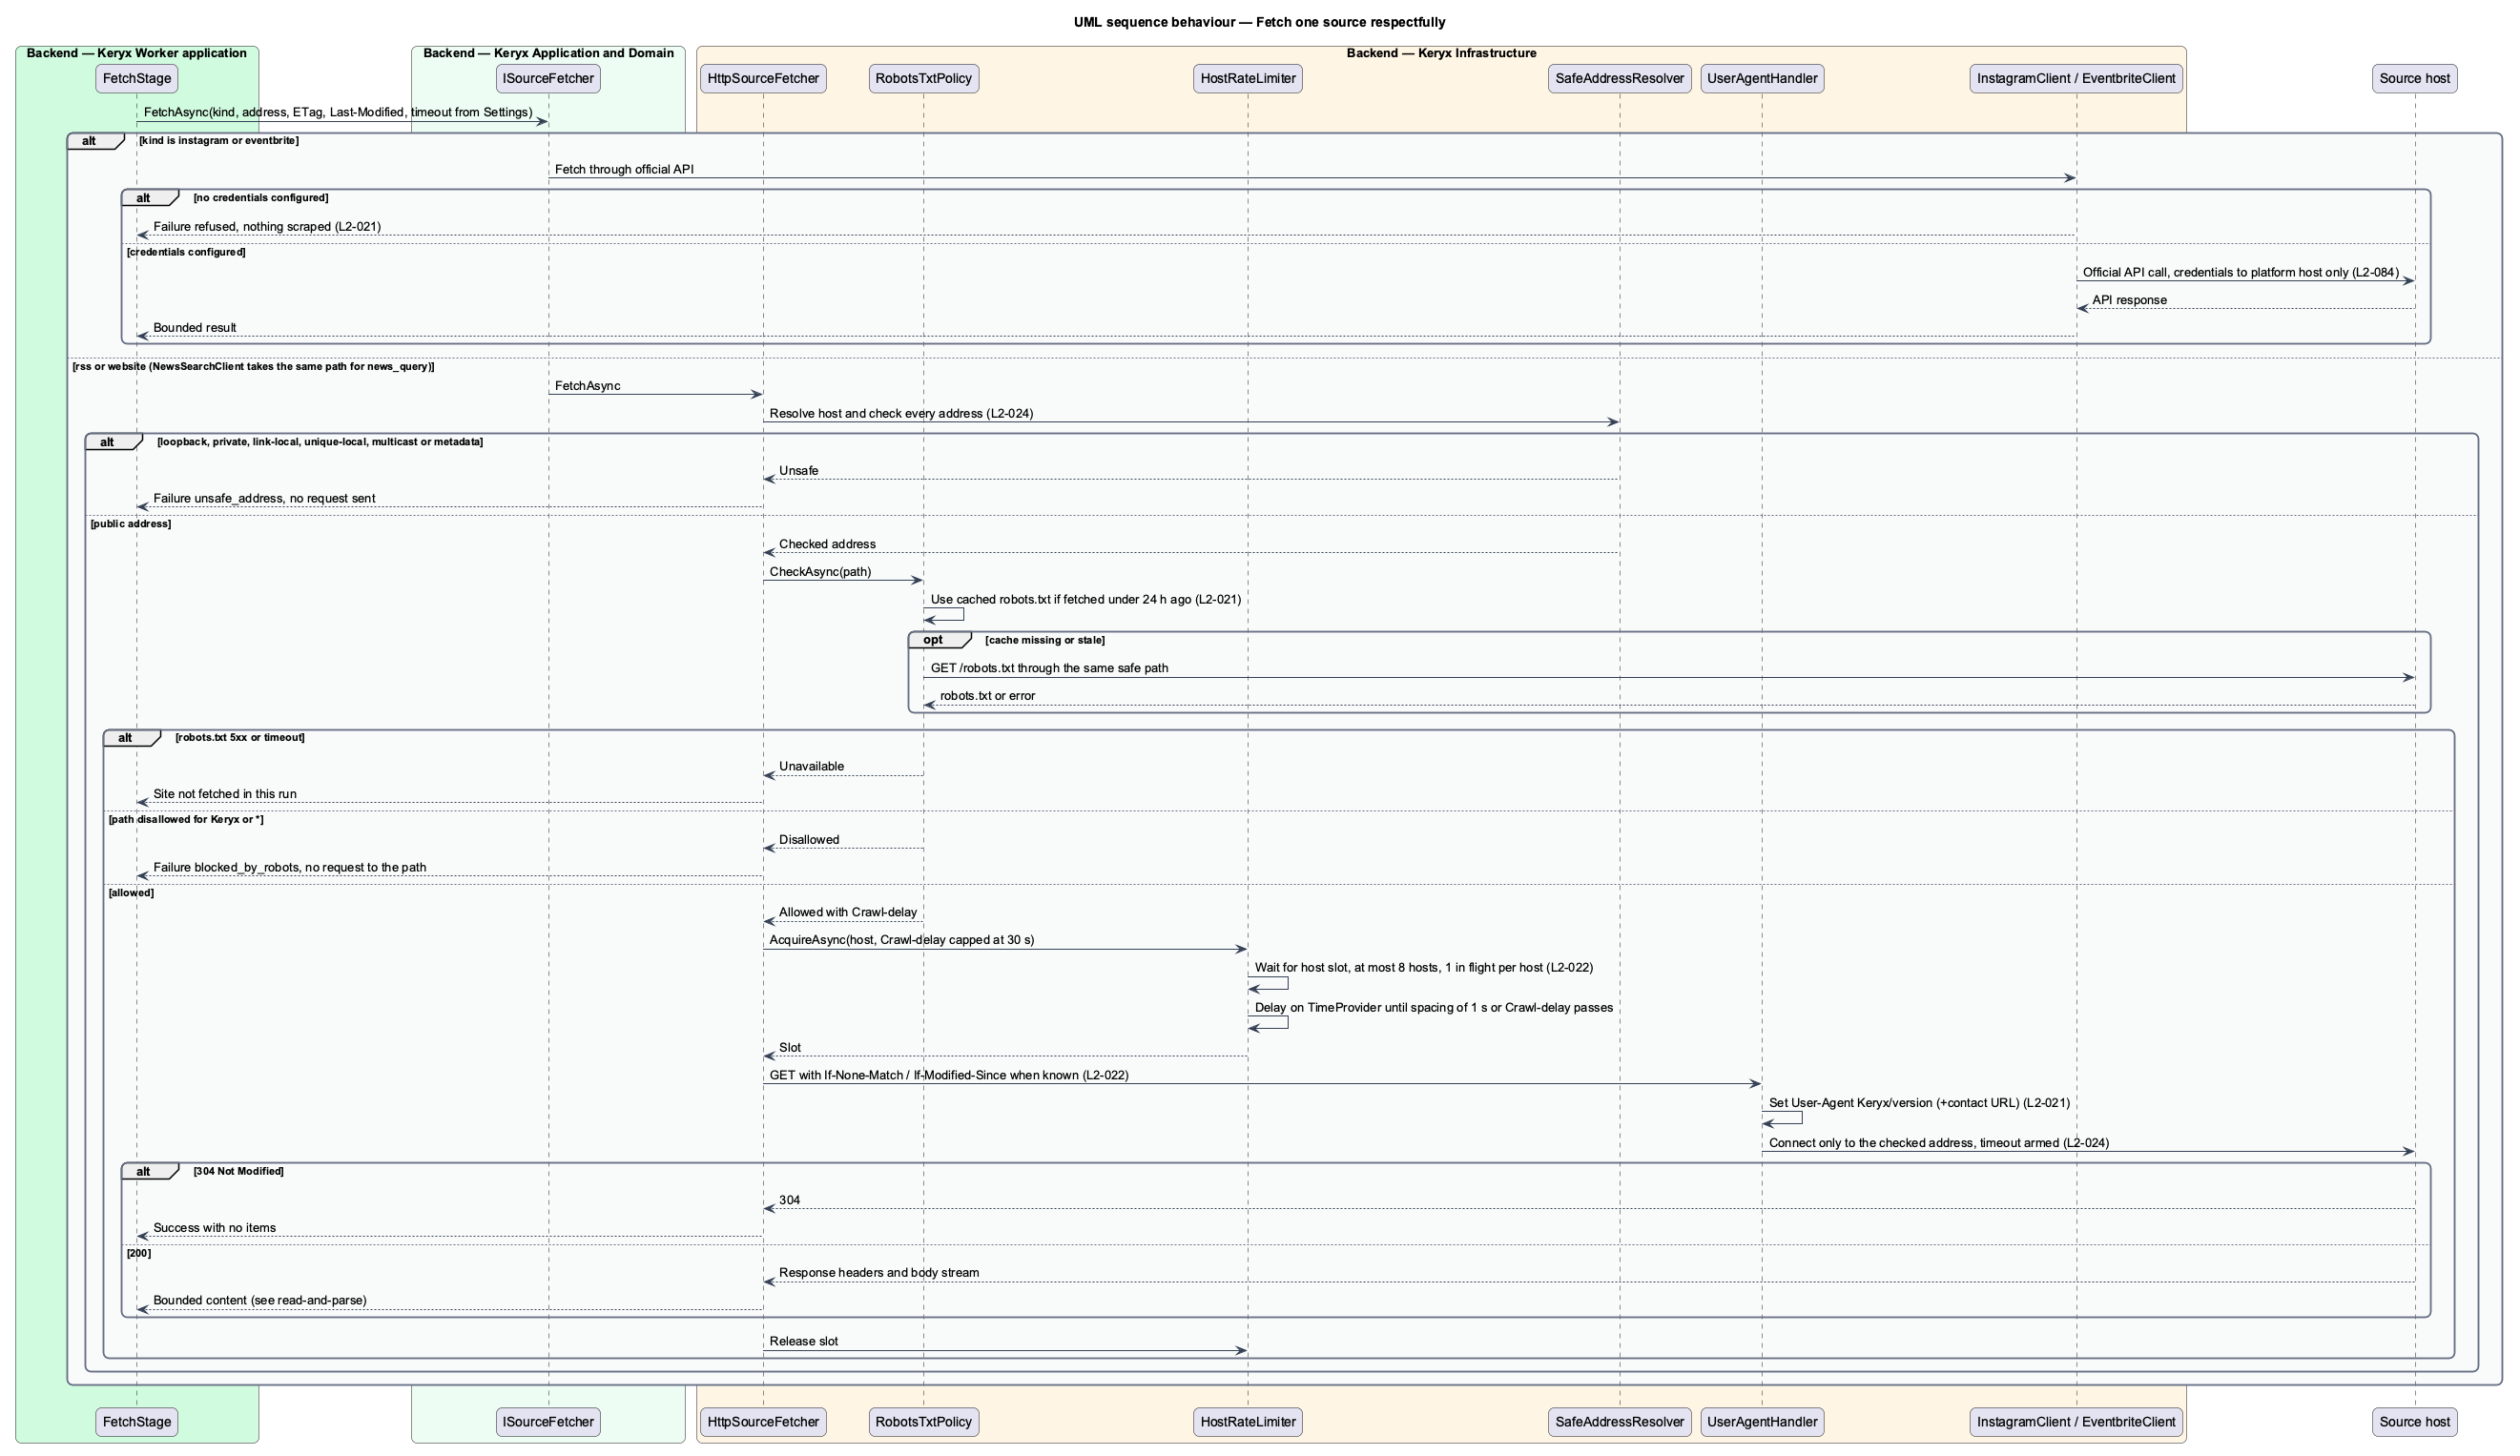 UML sequence behaviour — Fetch one source respectfully
Backend — Keryx Worker application
Backend — Keryx Application and Domain
Backend — Keryx Infrastructure
FetchStage
ISourceFetcher
HttpSourceFetcher
RobotsTxtPolicy
HostRateLimiter
SafeAddressResolver
UserAgentHandler
InstagramClient / EventbriteClient
Source host
FetchAsync(kind, address, ETag, Last-Modified, timeout from Settings)
alt [kind is instagram or eventbrite]
Fetch through official API
alt [no credentials configured]
Failure refused, nothing scraped (L2-021)
[credentials configured]
Official API call, credentials to platform host only (L2-084)
API response
Bounded result
[rss or website (NewsSearchClient takes the same path for news_query)]
FetchAsync
Resolve host and check every address (L2-024)
alt [loopback, private, link-local, unique-local, multicast or metadata]
Unsafe
Failure unsafe_address, no request sent
[public address]
Checked address
CheckAsync(path)
Use cached robots.txt if fetched under 24 h ago (L2-021)
opt [cache missing or stale]
GET /robots.txt through the same safe path
robots.txt or error
alt [robots.txt 5xx or timeout]
Unavailable
Site not fetched in this run
[path disallowed for Keryx or *]
Disallowed
Failure blocked_by_robots, no request to the path
[allowed]
Allowed with Crawl-delay
AcquireAsync(host, Crawl-delay capped at 30 s)
Wait for host slot, at most 8 hosts, 1 in flight per host (L2-022)
Delay on TimeProvider until spacing of 1 s or Crawl-delay passes
Slot
GET with If-None-Match / If-Modified-Since when known (L2-022)
Set User-Agent Keryx/version (+contact URL) (L2-021)
Connect only to the checked address, timeout armed (L2-024)
alt [304 Not Modified]
304
Success with no items
[200]
Response headers and body stream
Bounded content (see read-and-parse)
Release slot
FetchStage
ISourceFetcher
HttpSourceFetcher
RobotsTxtPolicy
HostRateLimiter
SafeAddressResolver
UserAgentHandler
InstagramClient / EventbriteClient
Source host